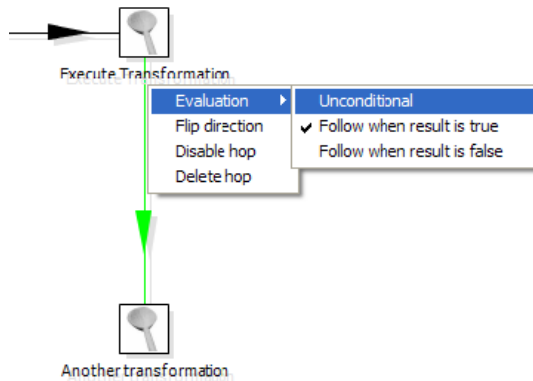 Execute Transformation
Evaluation
Flip direction
Disable hop
Delete hop
Unconditional
Follow when result is true
Follow when result is false
Another transformation